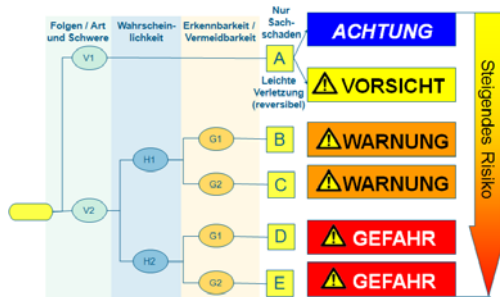 Folgen / Art
und Schwere
Wahrschein-
lichkeit
Erkennbarkeit /
Vermeidbarkeit
Nur
Sach-
schaden
V1
A
ACHTUNG
Leichte
Verletzung
(reversibel)
VORSICHT
H1
G1
B
WARNUNG
G2
C
WARNUNG
V2
H2
G1
D
GEFAHR
G2
E
GEFAHR
Steigendes Risiko